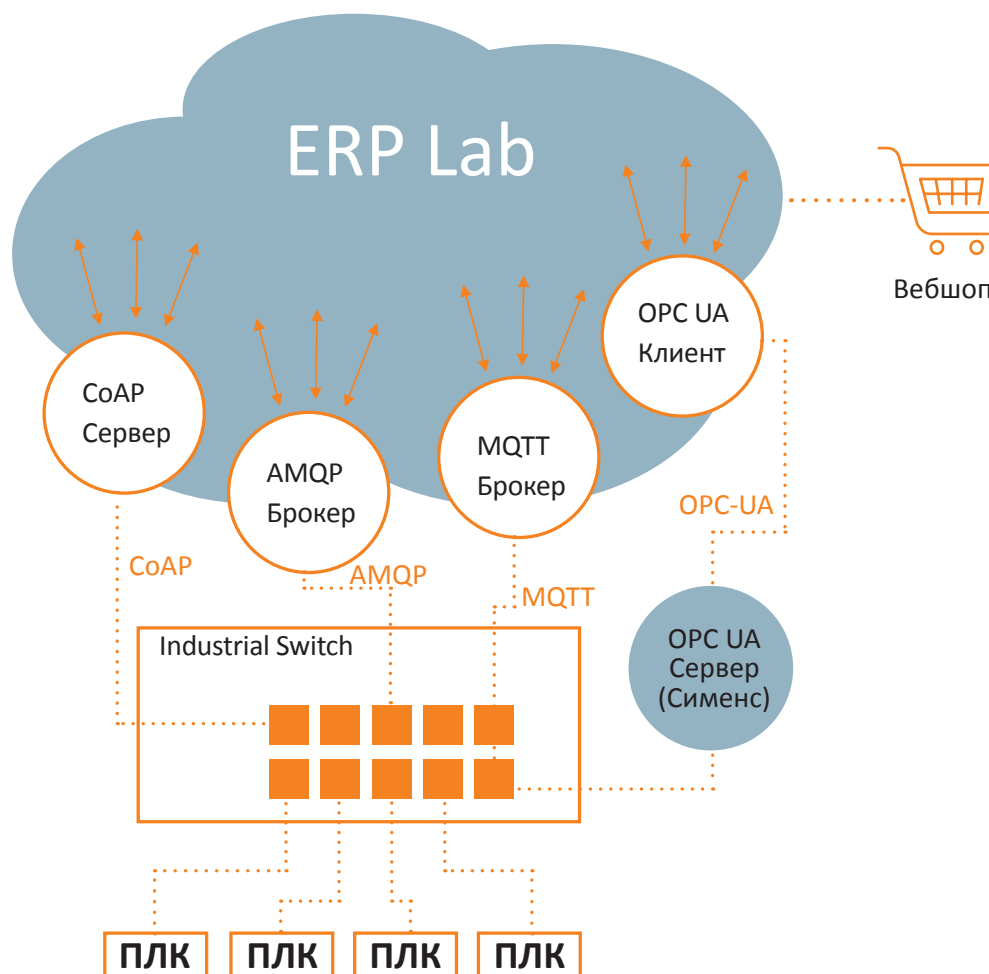 ERP Lab
Вебшоп
OPC UA
Клиент
CoAP
Сервер
AMQP
Брокер
MQTT
Брокер
OPC-UA
CoAP
AMQP
MQTT
Industrial Switch
OPC UA
Сервер
(Сименс)
ПЛК
ПЛК
ПЛК
ПЛК